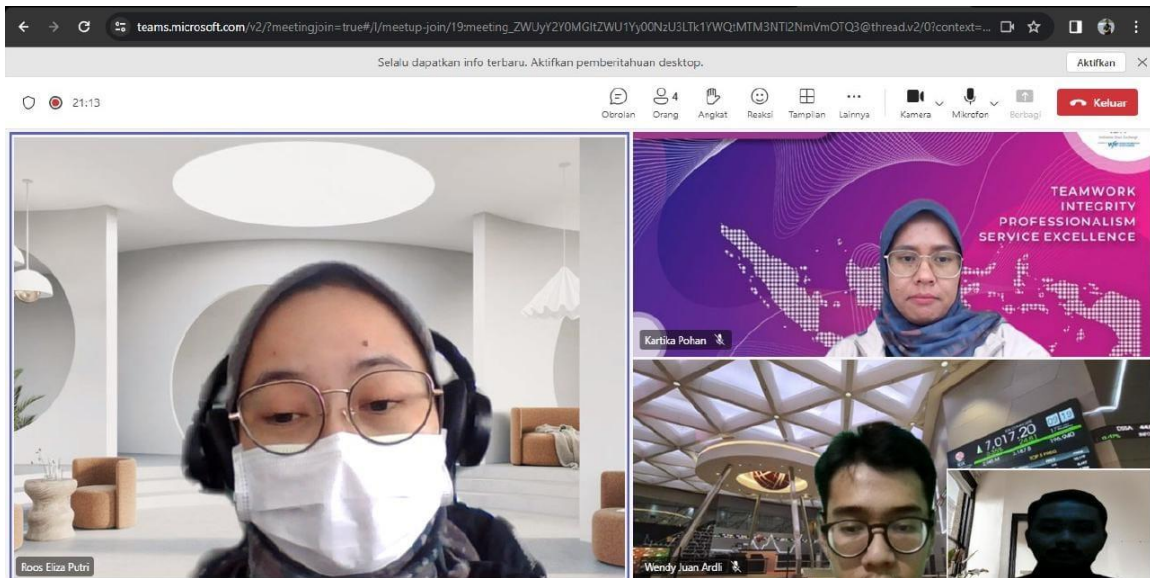 teams.microsoft.com/v2/?meetingjoin=true#/l/meetup-join/19:meeting_ZWUyY2Y0MGItZWU1Yy00NzU3LTk1YWQtMTM3NTI2NmVmOTQ3@thread.v2/0?context=...
Selalu dapatkan info terbaru. Aktifkan pemberitahuan desktop.
Aktifkan
21:13
Obrolan
Orang 4
Angkat
Reaksi
Tampilan
Lainnya
Kamera
Mikrofon
Berbagi
Keluar
TEAMWORK
INTEGRITY
PROFESSIONALISM
SERVICE EXCELLENCE
Kartika Pohan
7,017.20
DSSA
Roos Eliza Putri
Wendy Juan Ardli